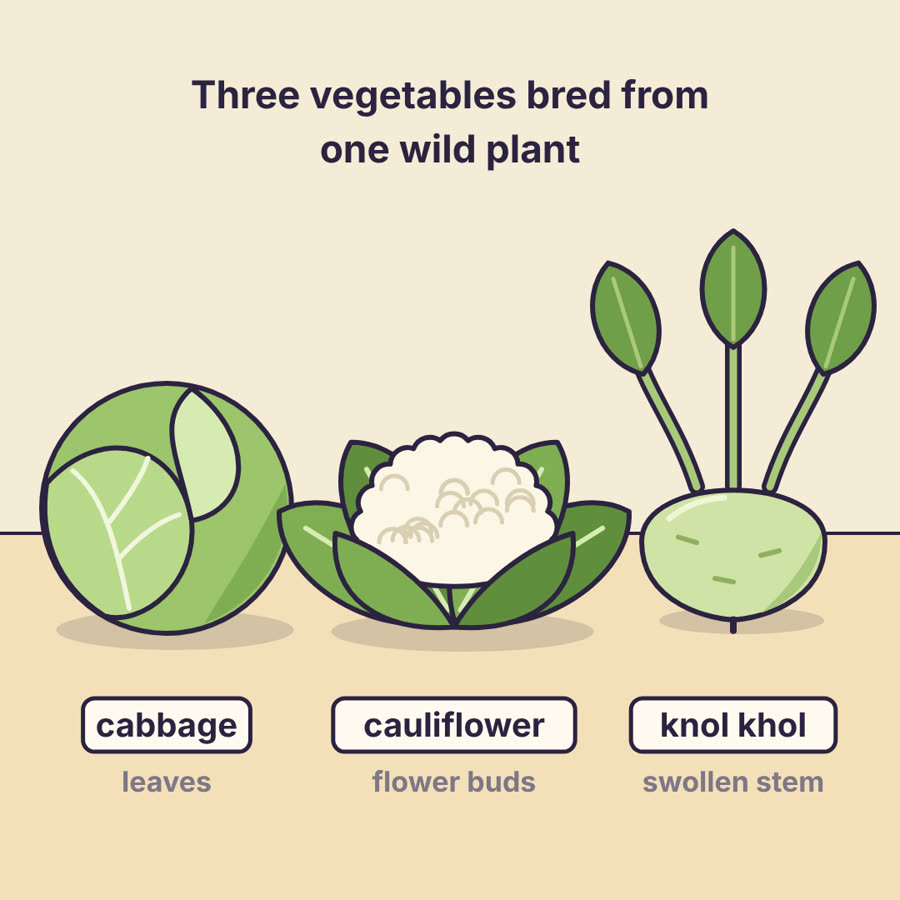 Three vegetables bred from
one wild plant
cabbage
cauliflower
knol khol
leaves
flower buds
swollen stem